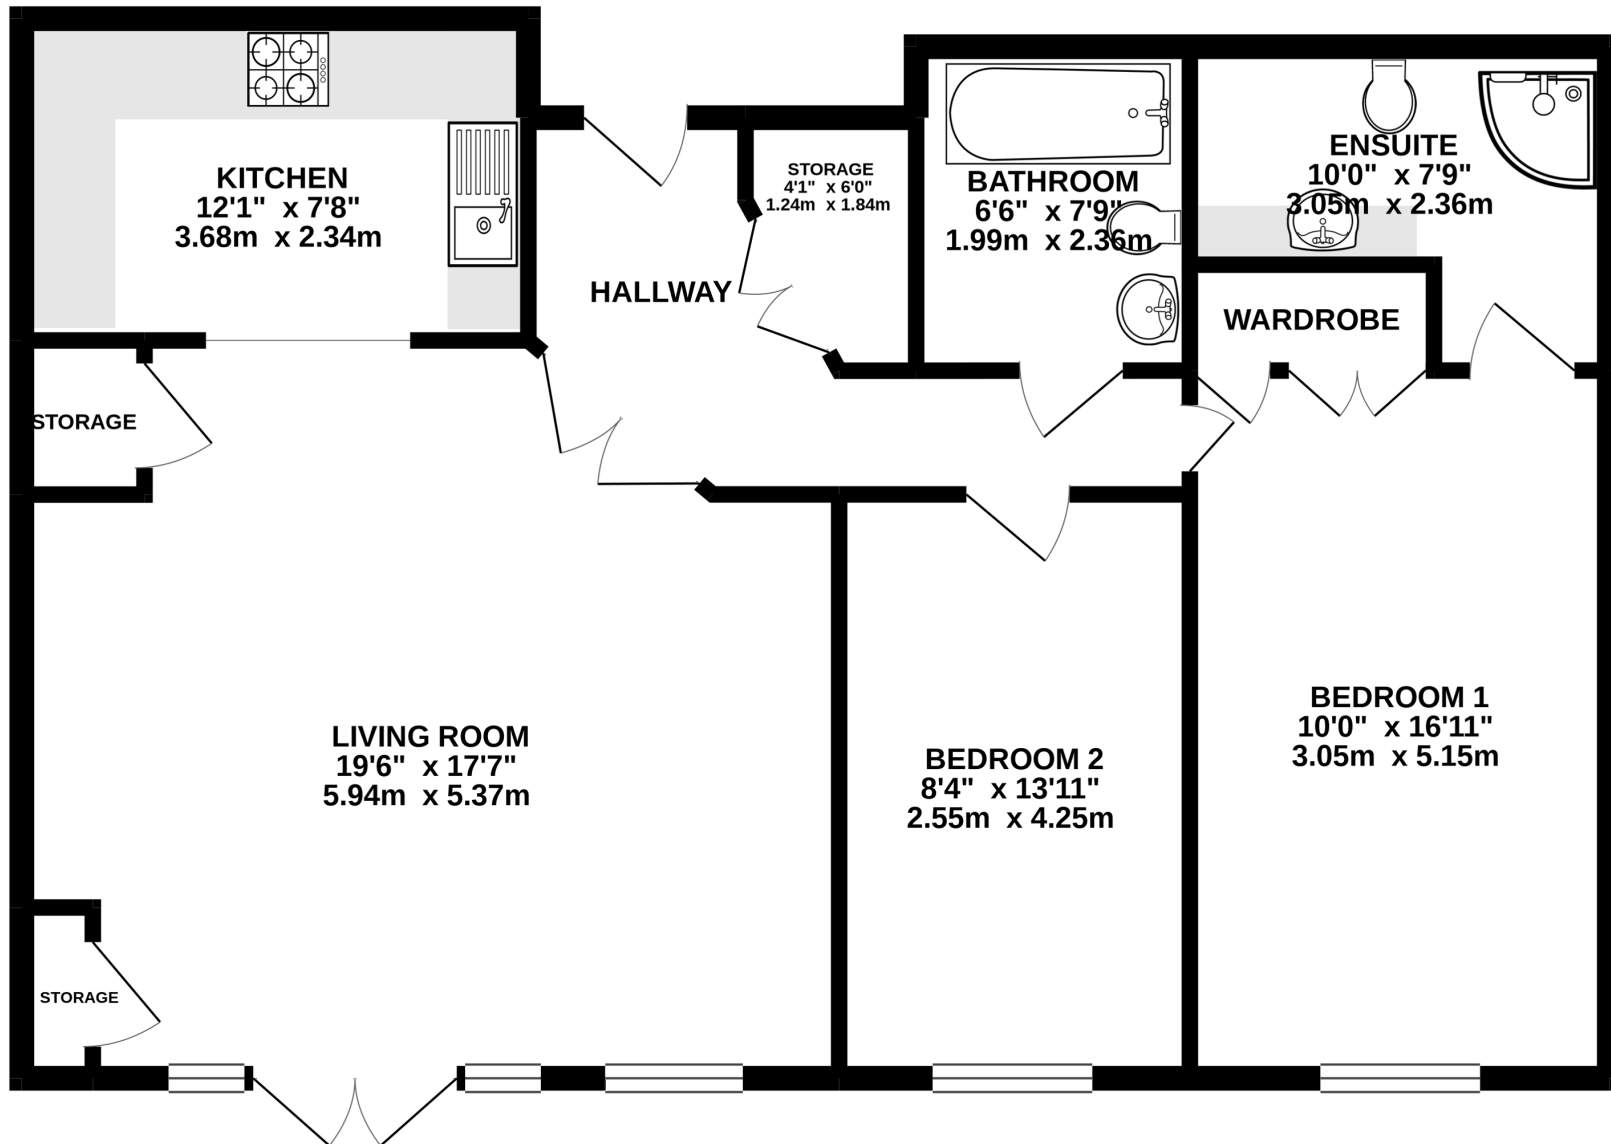 KITCHEN
12'1" x 7'8"
3.68m x 2.34m
STORAGE
4'1" x 6'0"
1.24m x 1.84m
BATHROOM
6'6" x 7'9"
1.99m x 2.36m
ENSUITE
10'0" x 7'9"
3.05m x 2.36m
HALLWAY
WARDROBE
STORAGE
LIVING ROOM
19'6" x 17'7"
5.94m x 5.37m
BEDROOM 2
8'4" x 13'11"
2.55m x 4.25m
BEDROOM 1
10'0" x 16'11"
3.05m x 5.15m
STORAGE